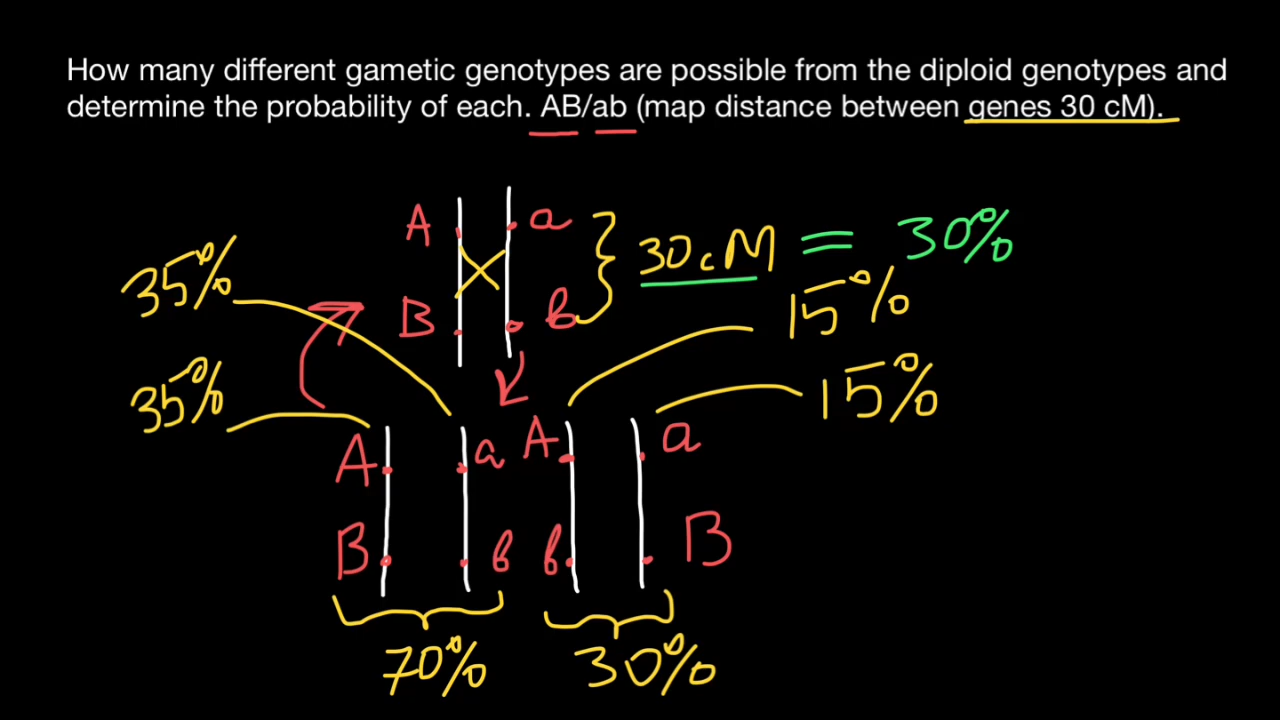 How many different gametic genotypes are possible from the diploid genotypes and
determine the probability of each. AB/ab (map distance between genes 30 cM).
A a
30cM = 30%
35%
15%
B b
35%
15%
A a A a
B b b B
70% 30%